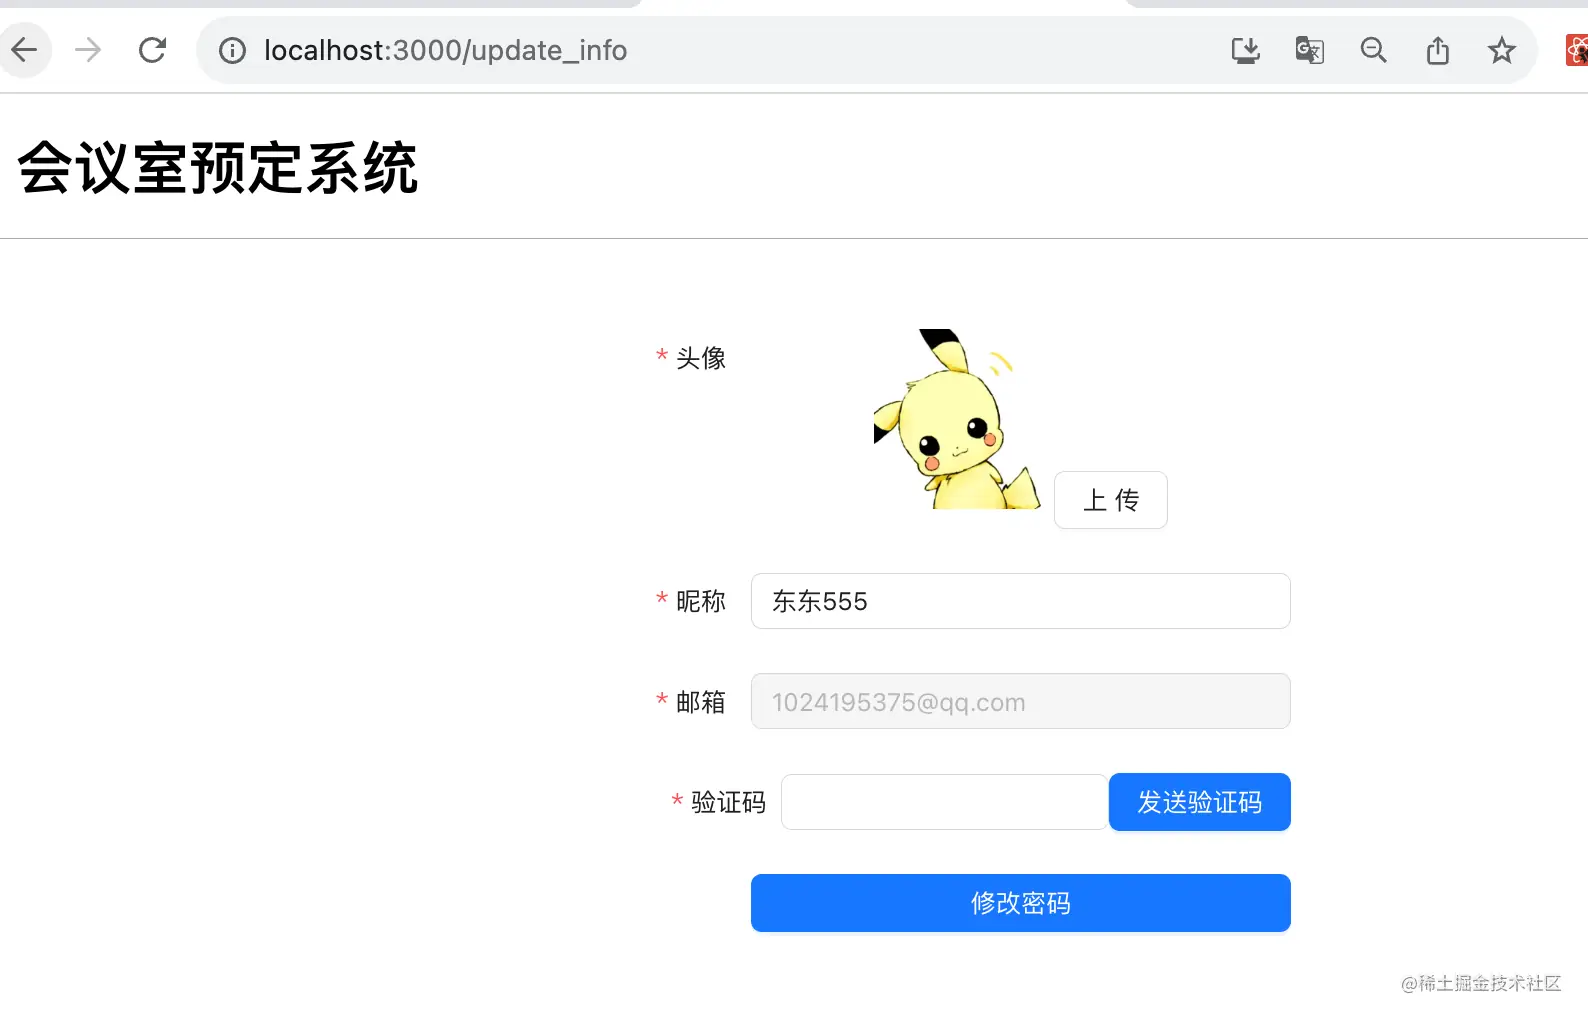 localhost:3000/update_info
会议室预定系统
* 头像
上 传
* 昵称 东东555
* 邮箱 1024195375@qq.com
* 验证码 发送验证码
修改密码
@稀土掘金技术社区